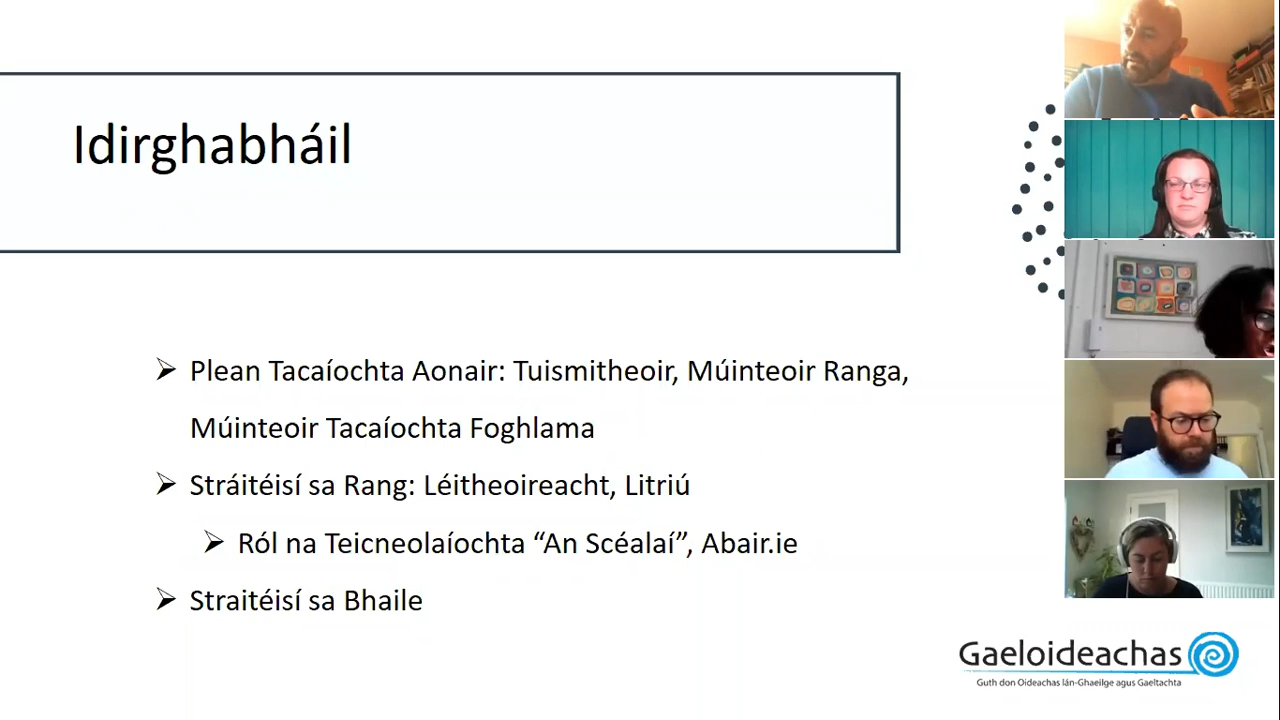 Idirghabháil
Plean Tacaíochta Aonair: Tuismitheoir, Múinteoir Ranga,
Múinteoir Tacaíochta Foghlama
Stráitéisí sa Rang: Léitheoireacht, Litriú
Ról na Teicneolaíochta “An Scéalaí”, Abair.ie
Straitéisí sa Bhaile
Gaeloideachas
Guth don Oideachas lán-Ghaeilge agus Gaeltachta